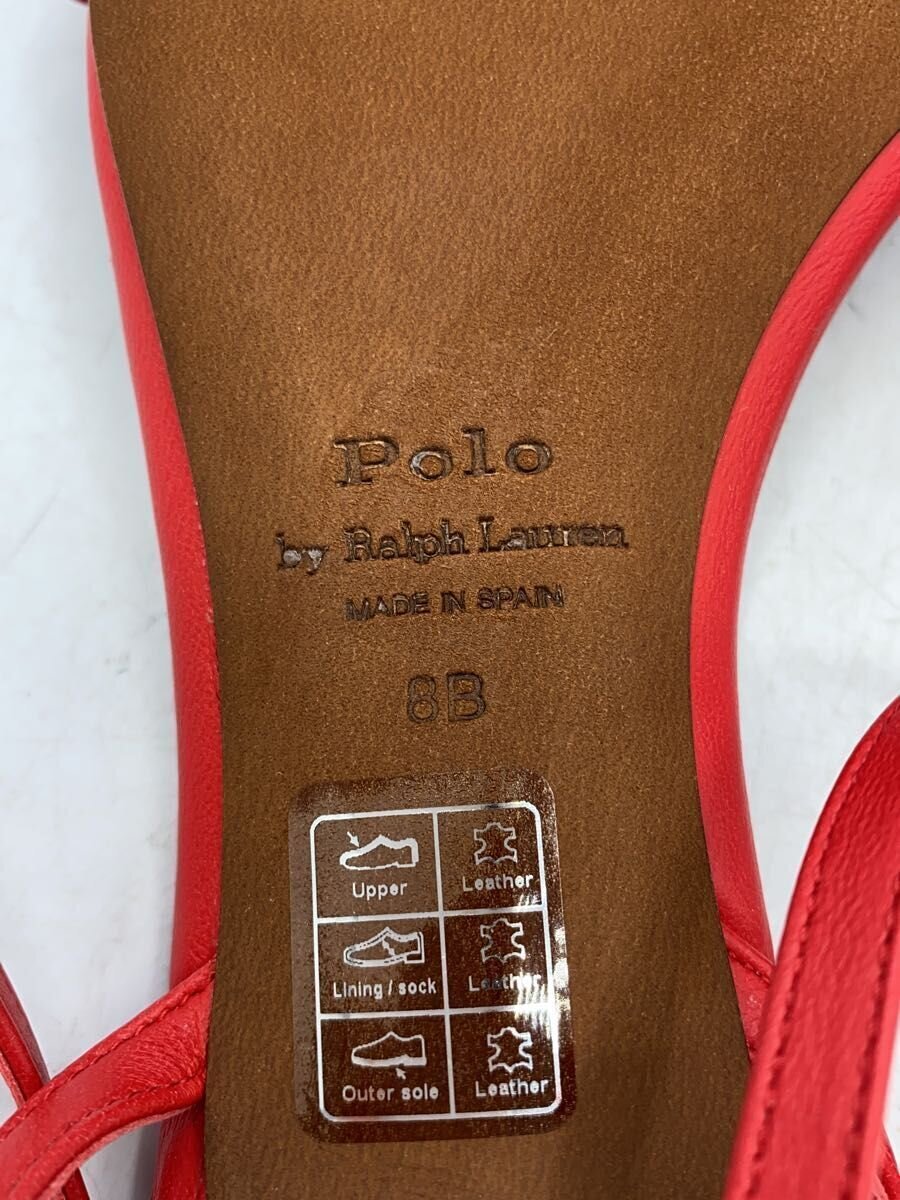 Polo
by Ralph Lauren
MADE IN SPAIN
8B
Upper Leather
Lining / sock Leather
Outer sole Leather